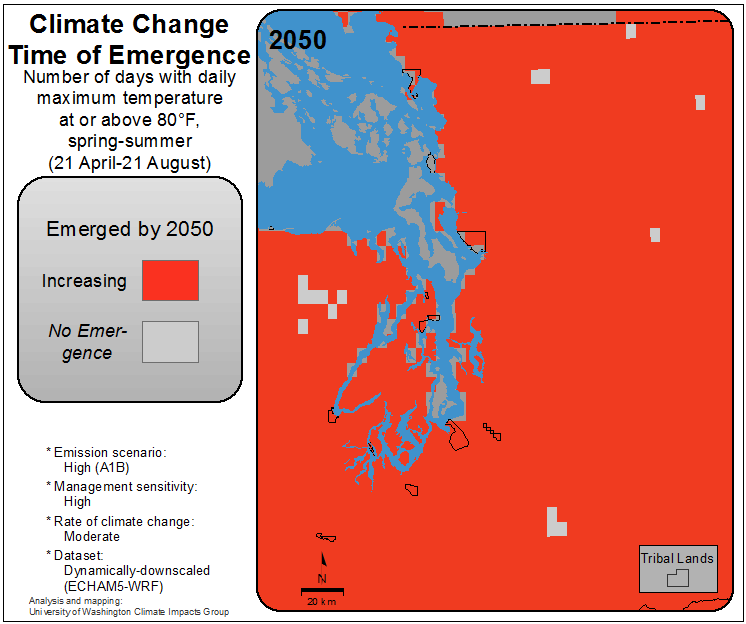 Climate Change
Time of Emergence
Number of days with daily
maximum temperature
at or above 80°F,
spring-summer
(21 April-21 August)
Emerged by 2050
Increasing
No Emer-
gence
* Emission scenario:
High (A1B)
* Management sensitivity:
High
* Rate of climate change:
Moderate
* Dataset:
Dynamically-downscaled
(ECHAM5-WRF)
Analysis and mapping:
University of Washington Climate Impacts Group
2050
N
20 km
Tribal Lands